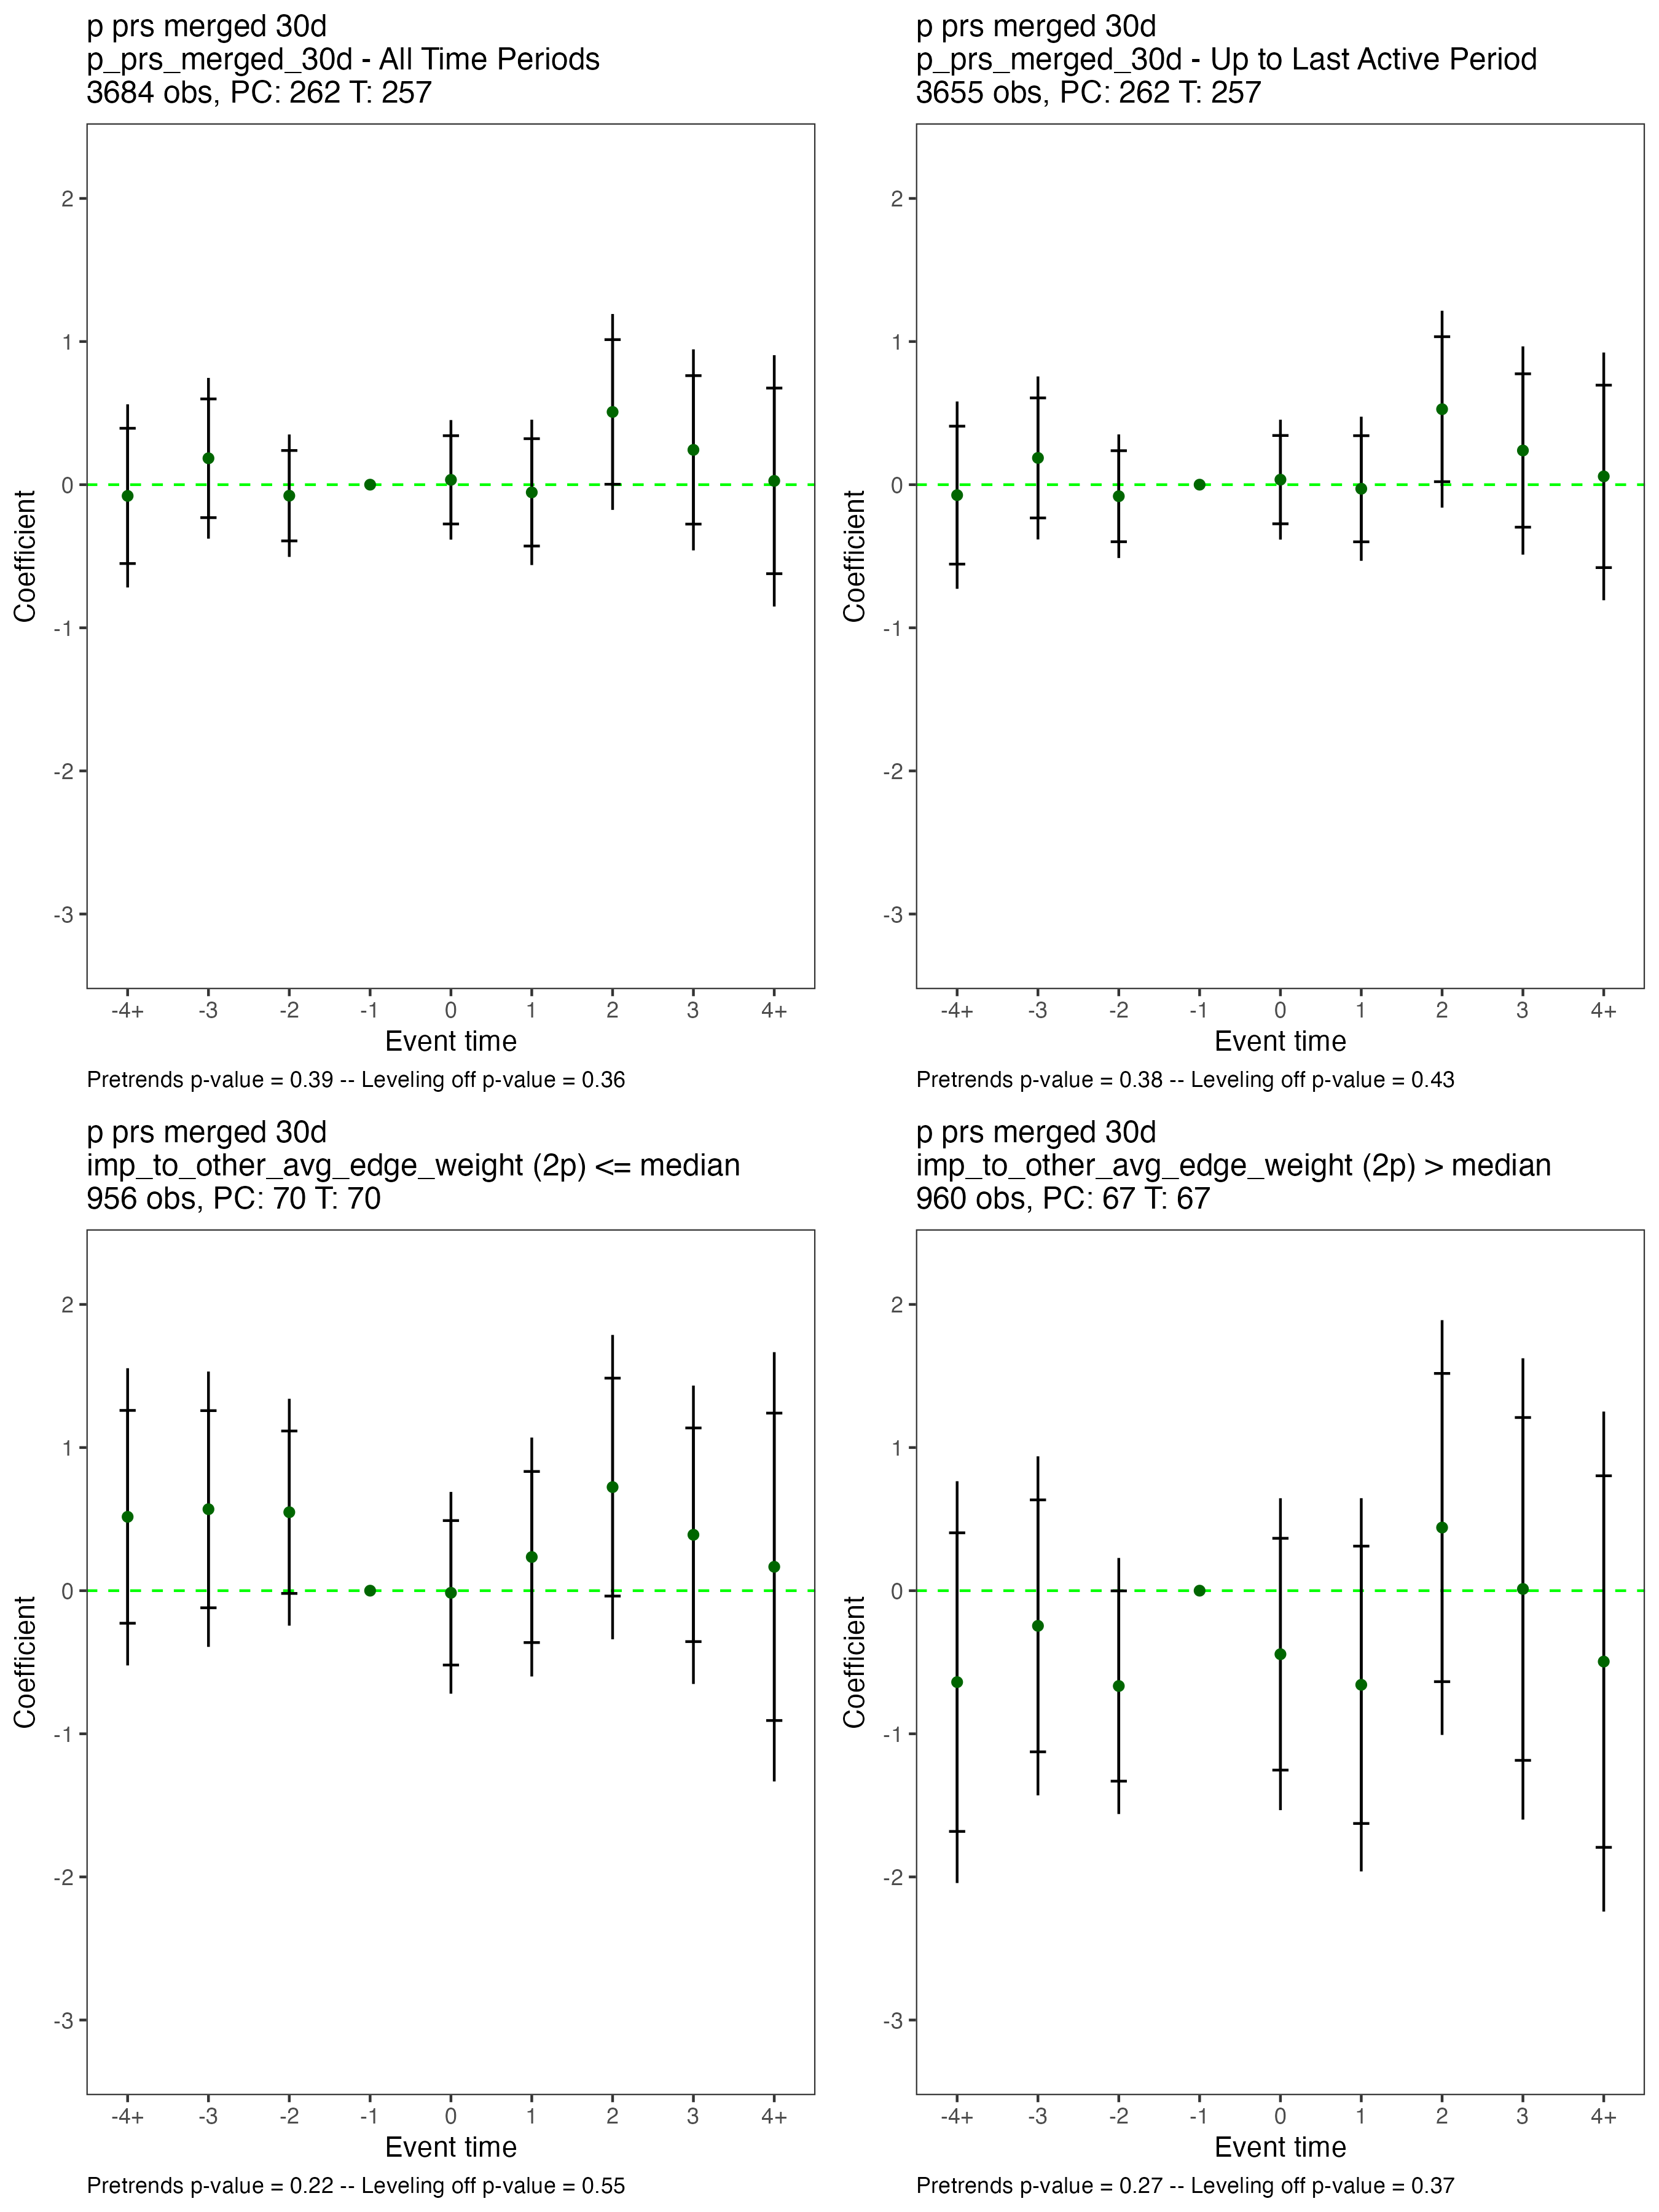 p prs merged 30d
p_prs_merged_30d - All Time Periods
3684 obs, PC: 262 T: 257
Coefficient
2
1
0
-1
-2
-3
-4+ -3 -2 -1 0 1 2 3 4+
Event time
Pretrends p-value = 0.39 -- Leveling off p-value = 0.36
p prs merged 30d
p_prs_merged_30d - Up to Last Active Period
3655 obs, PC: 262 T: 257
Coefficient
2
1
0
-1
-2
-3
-4+ -3 -2 -1 0 1 2 3 4+
Event time
Pretrends p-value = 0.38 -- Leveling off p-value = 0.43
p prs merged 30d
imp_to_other_avg_edge_weight (2p) <= median
956 obs, PC: 70 T: 70
Coefficient
2
1
0
-1
-2
-3
-4+ -3 -2 -1 0 1 2 3 4+
Event time
Pretrends p-value = 0.22 -- Leveling off p-value = 0.55
p prs merged 30d
imp_to_other_avg_edge_weight (2p) > median
960 obs, PC: 67 T: 67
Coefficient
2
1
0
-1
-2
-3
-4+ -3 -2 -1 0 1 2 3 4+
Event time
Pretrends p-value = 0.27 -- Leveling off p-value = 0.37